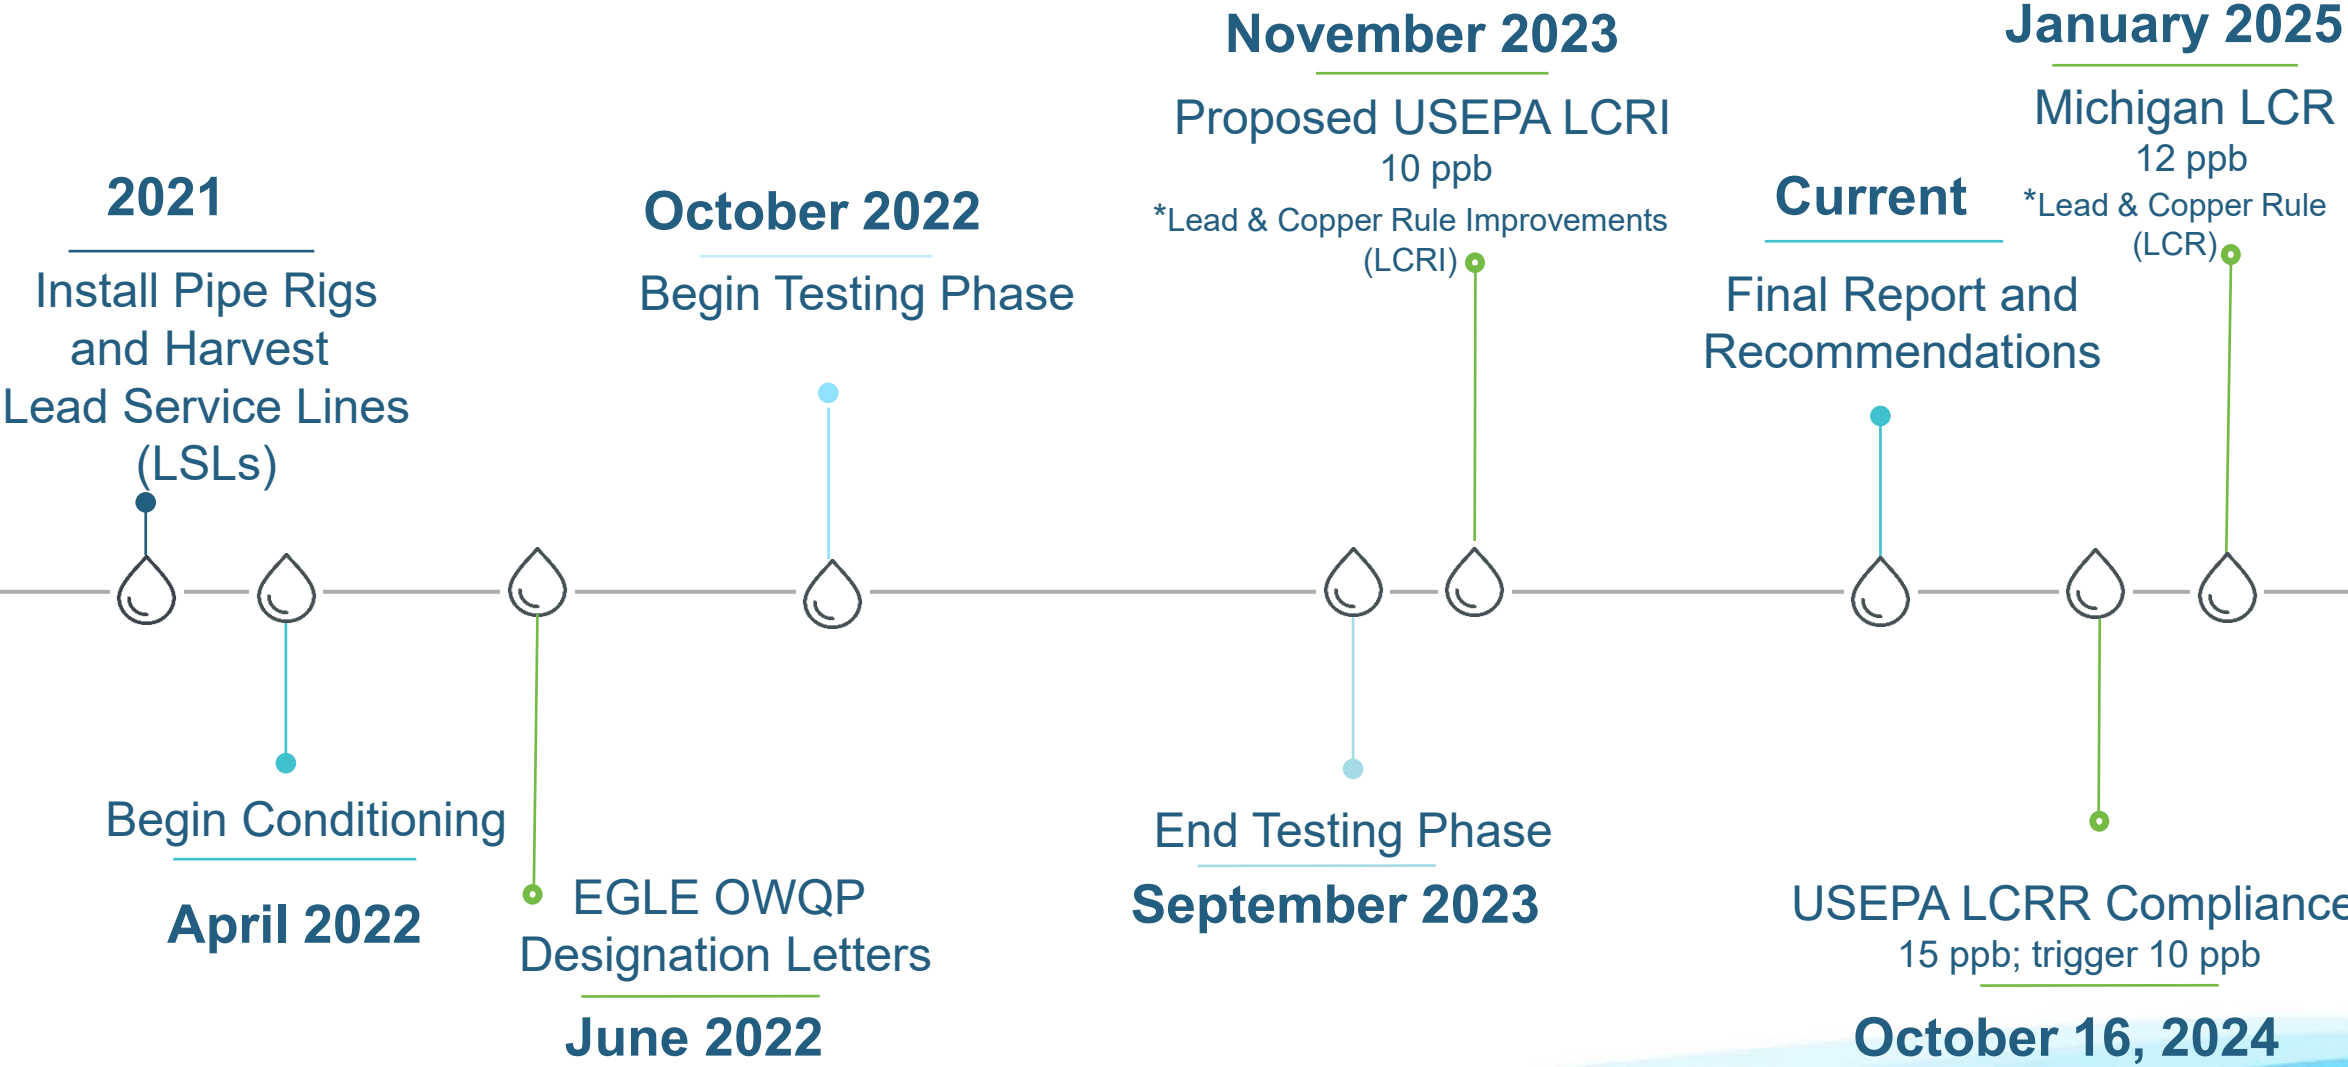 2021
Install Pipe Rigs
and Harvest
Lead Service Lines
(LSLs)
Begin Conditioning
April 2022
EGLE OWQP
Designation Letters
June 2022
October 2022
Begin Testing Phase
End Testing Phase
September 2023
November 2023
Proposed USEPA LCRI
10 ppb
*Lead & Copper Rule Improvements
(LCRI)
Current
Final Report and
Recommendations
USEPA LCRR Compliance
15 ppb; trigger 10 ppb
October 16, 2024
January 2025
Michigan LCR
12 ppb
*Lead & Copper Rule
(LCR)